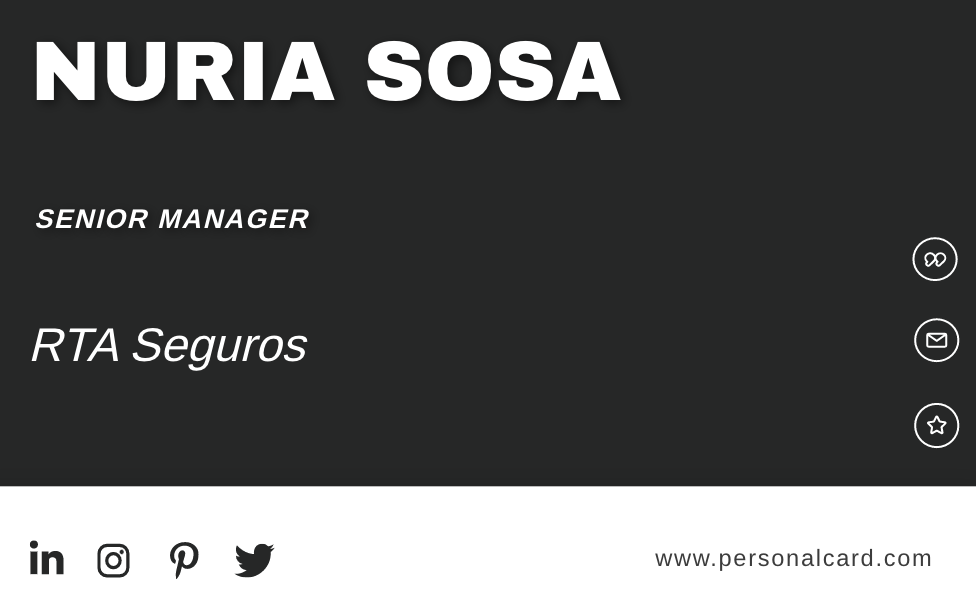 NURIA SOSA
SENIOR MANAGER
RTA Seguros
www.personalcard.com